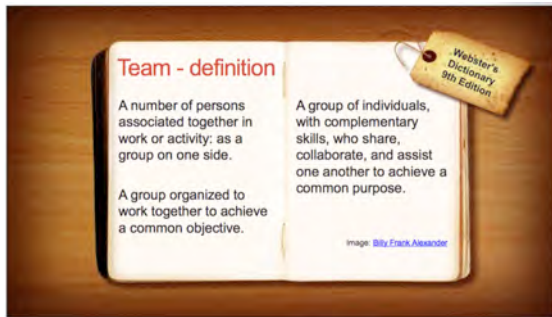 Team - definition
A number of persons
associated together in
work or activity: as a
group on one side.
A group organized to
work together to achieve
a common objective.
A group of individuals,
with complementary
skills, who share,
collaborate, and assist
one another to achieve a
common purpose.
Image: Billy Frank Alexander
Webster's
Dictionary
9th Edition